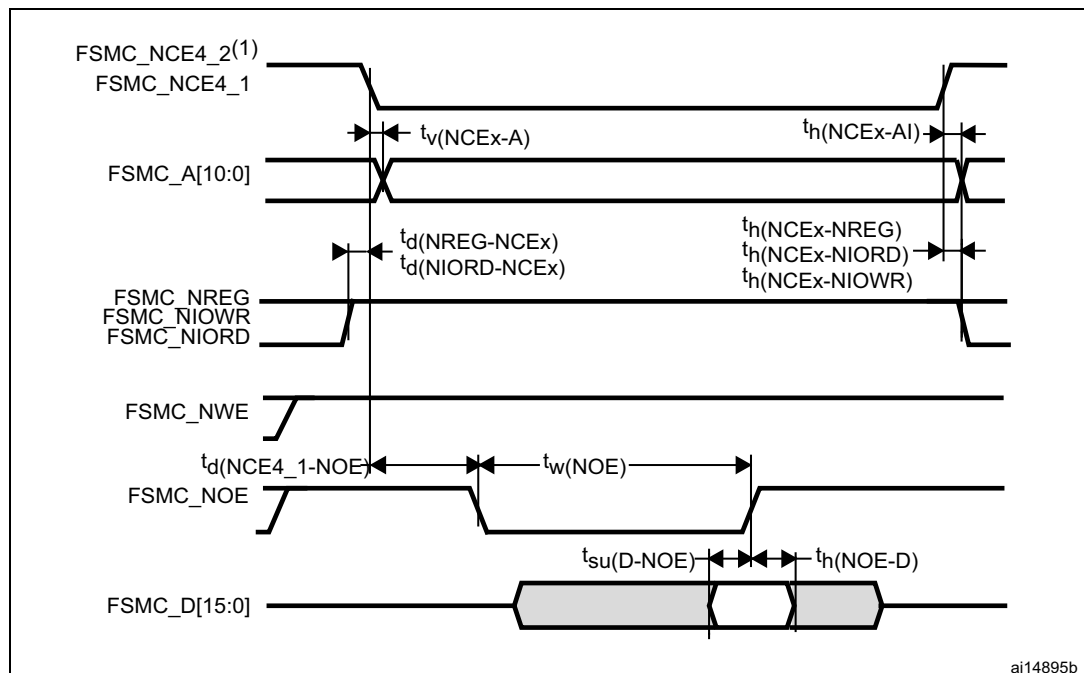 FSMC_NCE4_2(1)
FSMC_NCE4_1
tv(NCEx-A)
th(NCEx-AI)
FSMC_A[10:0]
td(NREG-NCEx)
td(NIORD-NCEx)
th(NCEx-NREG)
th(NCEx-NIORD)
th(NCEx-NIOWR)
FSMC_NREG
FSMC_NIOWR
FSMC_NIORD
FSMC_NWE
td(NCE4_1-NOE)
tw(NOE)
FSMC_NOE
tsu(D-NOE)
th(NOE-D)
FSMC_D[15:0]
ai14895b